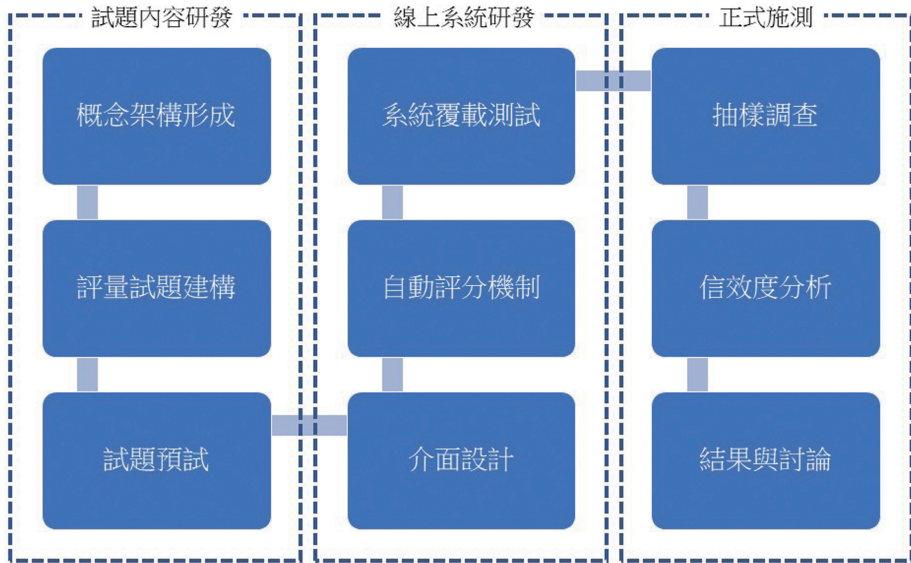 試題內容研發
概念架構形成
評量試題建構
試題預試
線上系統研發
系統覆載測試
自動評分機制
介面設計
正式施測
抽樣調查
信效度分析
結果與討論